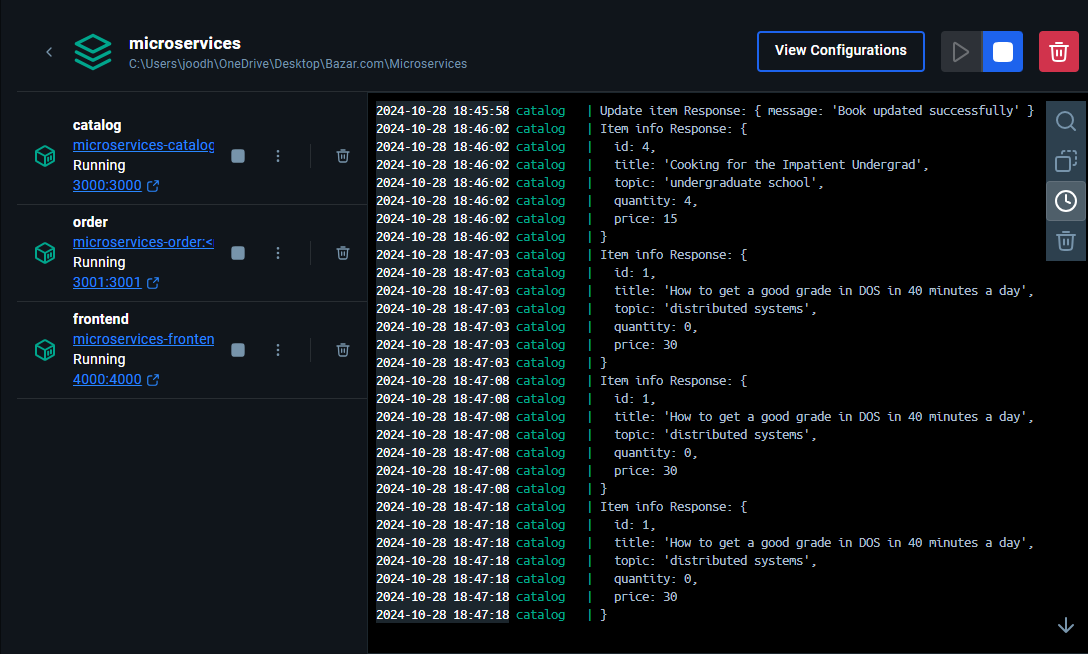 microservices
C:\Users\joodh\OneDrive\Desktop\Bazar.com\Microservices
View Configurations
catalog
microservices-catalog
Running
3000:3000
order
microservices-order:<
Running
3001:3001
frontend
microservices-fronten
Running
4000:4000
2024-10-28 18:45:58 catalog   | Update item Response: { message: 'Book updated successfully' }
2024-10-28 18:46:02 catalog   | Item info Response: {
2024-10-28 18:46:02 catalog   |   id: 4,
2024-10-28 18:46:02 catalog   |   title: 'Cooking for the Impatient Undergrad',
2024-10-28 18:46:02 catalog   |   topic: 'undergraduate school',
2024-10-28 18:46:02 catalog   |   quantity: 4,
2024-10-28 18:46:02 catalog   |   price: 15
2024-10-28 18:46:02 catalog   | }
2024-10-28 18:47:03 catalog   | Item info Response: {
2024-10-28 18:47:03 catalog   |   id: 1,
2024-10-28 18:47:03 catalog   |   title: 'How to get a good grade in DOS in 40 minutes a day',
2024-10-28 18:47:03 catalog   |   topic: 'distributed systems',
2024-10-28 18:47:03 catalog   |   quantity: 0,
2024-10-28 18:47:03 catalog   |   price: 30
2024-10-28 18:47:03 catalog   | }
2024-10-28 18:47:08 catalog   | Item info Response: {
2024-10-28 18:47:08 catalog   |   id: 1,
2024-10-28 18:47:08 catalog   |   title: 'How to get a good grade in DOS in 40 minutes a day',
2024-10-28 18:47:08 catalog   |   topic: 'distributed systems',
2024-10-28 18:47:08 catalog   |   quantity: 0,
2024-10-28 18:47:08 catalog   |   price: 30
2024-10-28 18:47:08 catalog   | }
2024-10-28 18:47:18 catalog   | Item info Response: {
2024-10-28 18:47:18 catalog   |   id: 1,
2024-10-28 18:47:18 catalog   |   title: 'How to get a good grade in DOS in 40 minutes a day',
2024-10-28 18:47:18 catalog   |   topic: 'distributed systems',
2024-10-28 18:47:18 catalog   |   quantity: 0,
2024-10-28 18:47:18 catalog   |   price: 30
2024-10-28 18:47:18 catalog   | }